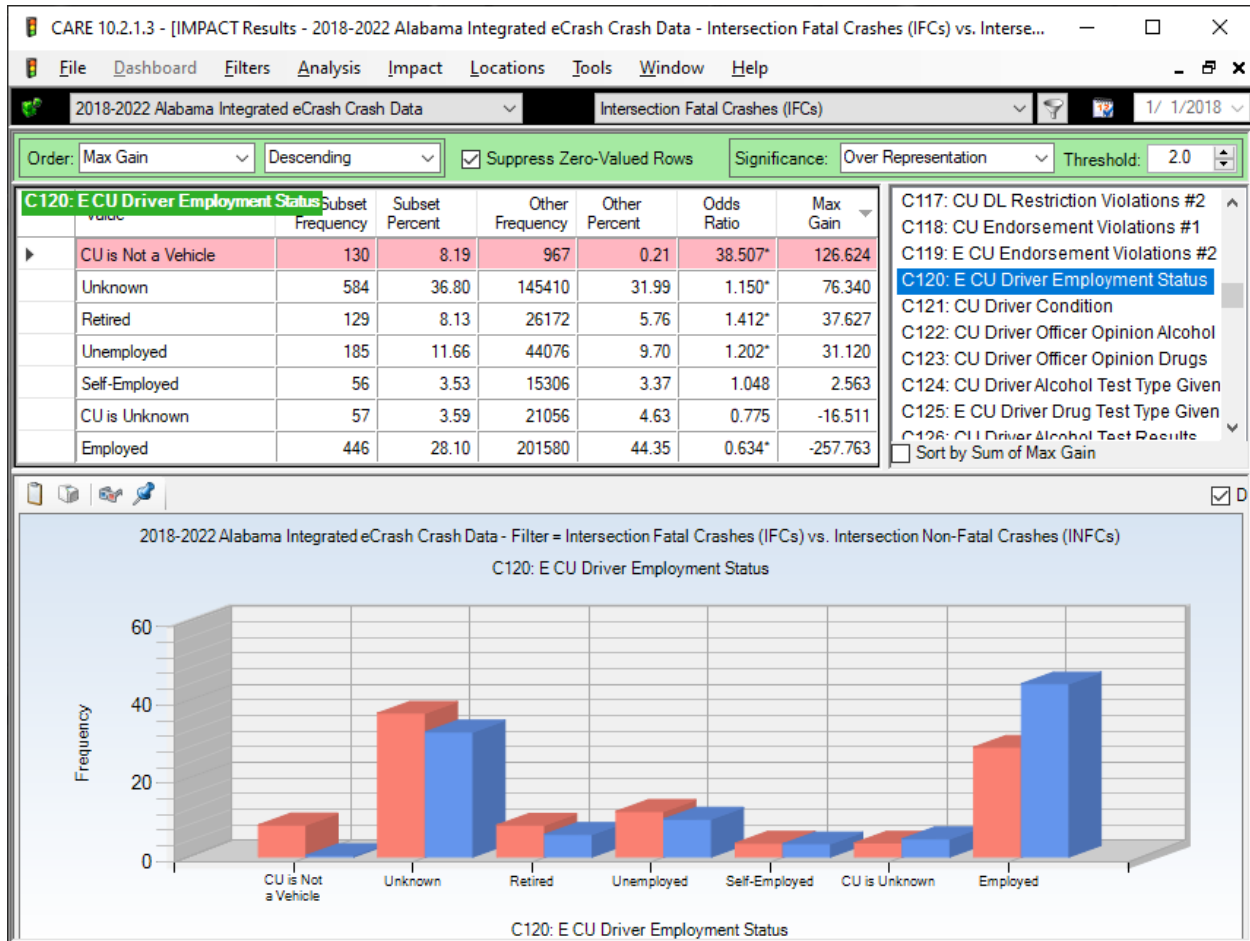 CARE 10.2.1.3 - [IMPACT Results - 2018-2022 Alabama Integrated eCrash Crash Data - Intersection Fatal Crashes (IFCs) vs. Interse...
File Dashboard Filters Analysis Impact Locations Tools Window Help
2018-2022 Alabama Integrated eCrash Crash Data Intersection Fatal Crashes (IFCs) 1/ 1/2018
Order: Max Gain Descending Suppress Zero-Valued Rows Significance: Over Representation Threshold: 2.0
C120: E CU Driver Employment Status
Subset Frequency Subset Percent Other Frequency Other Percent Odds Ratio Max Gain
CU is Not a Vehicle 130 8.19 967 0.21 38.507* 126.624
Unknown 584 36.80 145410 31.99 1.150* 76.340
Retired 129 8.13 26172 5.76 1.412* 37.627
Unemployed 185 11.66 44076 9.70 1.202* 31.120
Self-Employed 56 3.53 15306 3.37 1.048 2.563
CU is Unknown 57 3.59 21056 4.63 0.775 -16.511
Employed 446 28.10 201580 44.35 0.634* -257.763
C117: CU DL Restriction Violations #2
C118: CU Endorsement Violations #1
C119: E CU Endorsement Violations #2
C120: E CU Driver Employment Status
C121: CU Driver Condition
C122: CU Driver Officer Opinion Alcohol
C123: CU Driver Officer Opinion Drugs
C124: CU Driver Alcohol Test Type Given
C125: E CU Driver Drug Test Type Given
C126: CU Driver Alcohol Test Results
Sort by Sum of Max Gain
D
2018-2022 Alabama Integrated eCrash Crash Data - Filter = Intersection Fatal Crashes (IFCs) vs. Intersection Non-Fatal Crashes (INFCs)
C120: E CU Driver Employment Status
60
40
20
0
Frequency
CU is Not a Vehicle
Unknown
Retired
Unemployed
Self-Employed
CU is Unknown
Employed
C120: E CU Driver Employment Status